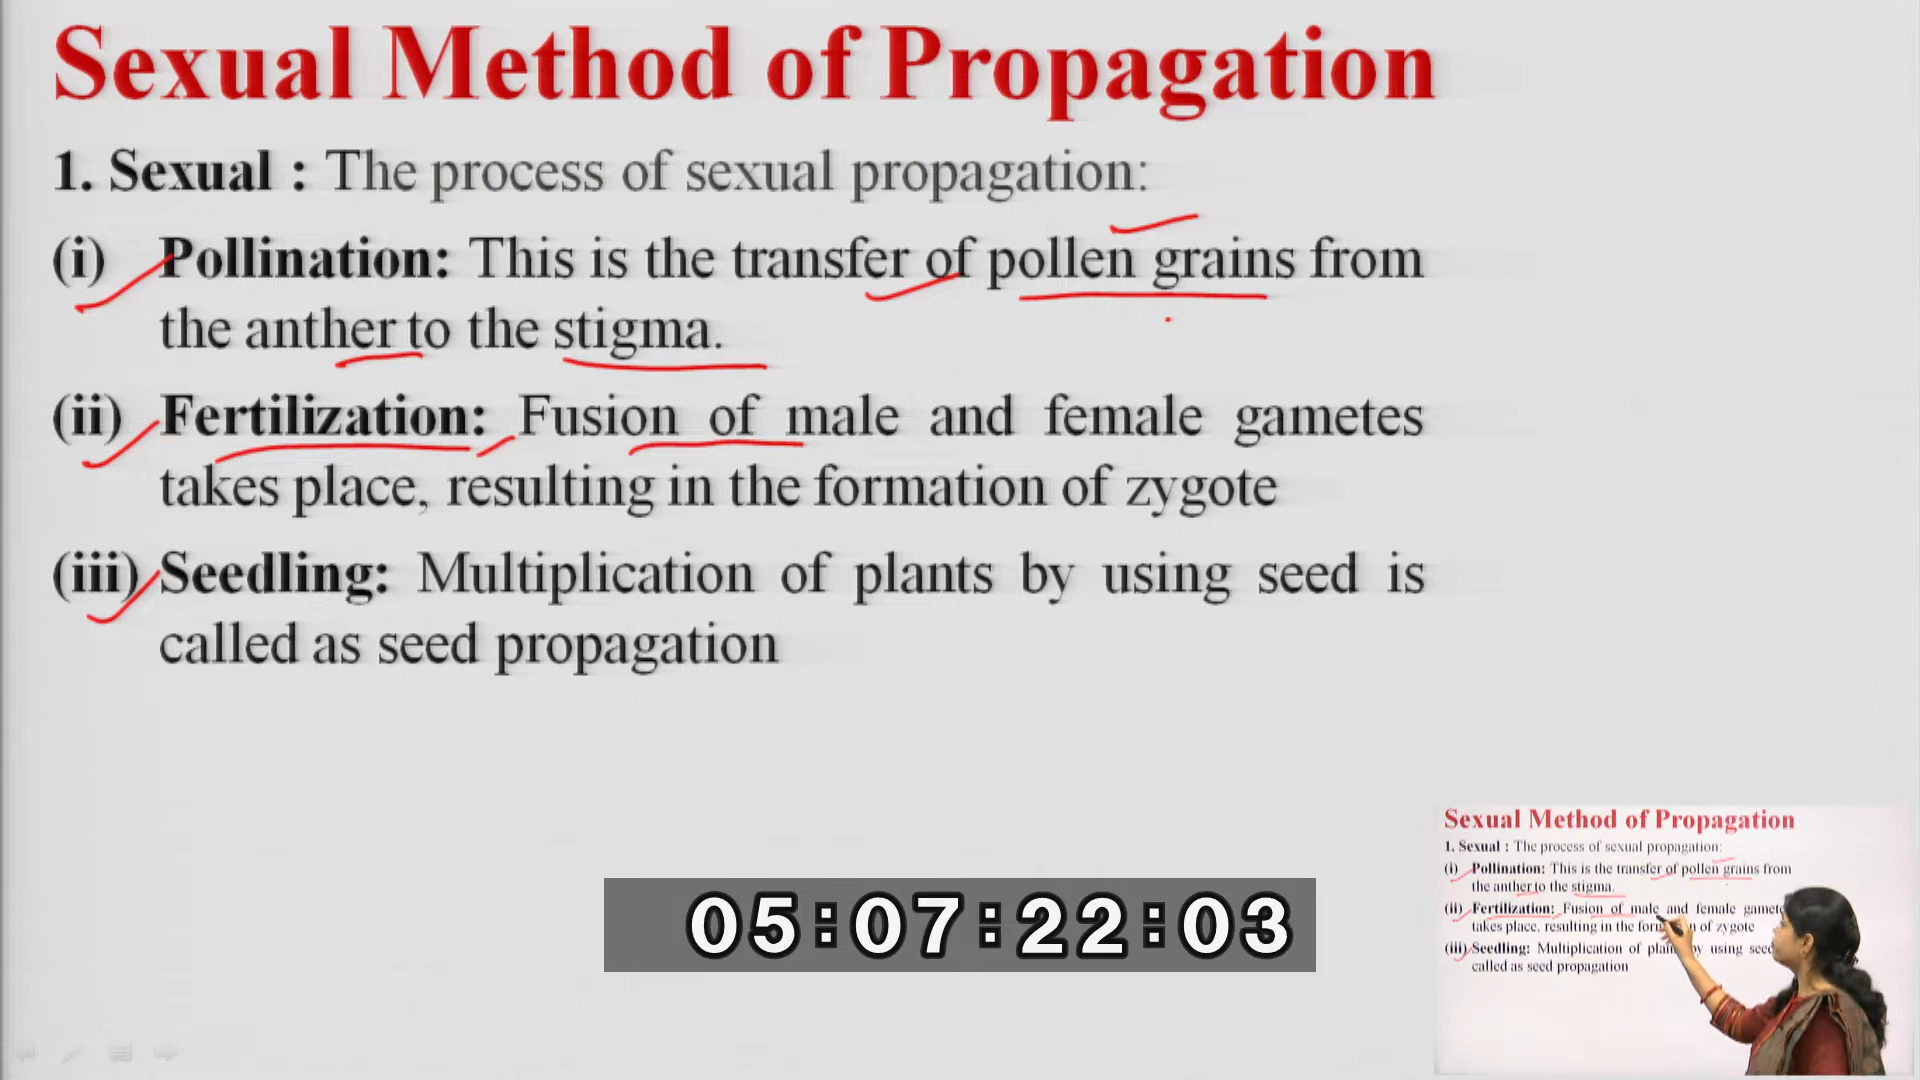 Sexual Method of Propagation
1. Sexual : The process of sexual propagation:
(i) Pollination: This is the transfer of pollen grains from
the anther to the stigma.
(ii) Fertilization: Fusion of male and female gametes
takes place, resulting in the formation of zygote
(iii) Seedling: Multiplication of plants by using seed is
called as seed propagation
05:07:22:03
Sexual Method of Propagation
1. Sexual : The process of sexual propagation:
(i) Pollination: This is the transfer of pollen grains from
the anther to the stigma.
(ii) Fertilization: Fusion of male and female
takes place, resulting in the of zygote
(iii) Seedling: Multiplication of by using
called as seed propagation